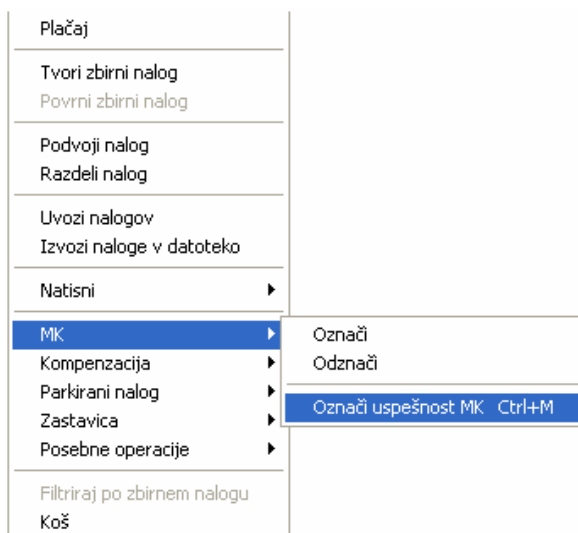 Plačaj
Tvori zbirni nalog
Povrni zbirni nalog
Podvoji nalog
Razdeli nalog
Uvozi nalogov
Izvozi naloge v datoteko
Natisni
MK
Kompenzacija
Parkirani nalog
Zastavica
Posebne operacije
Filtriraj po zbirnem nalogu
Koš
Označi
Odznači
Označi uspešnost MK Ctrl+M